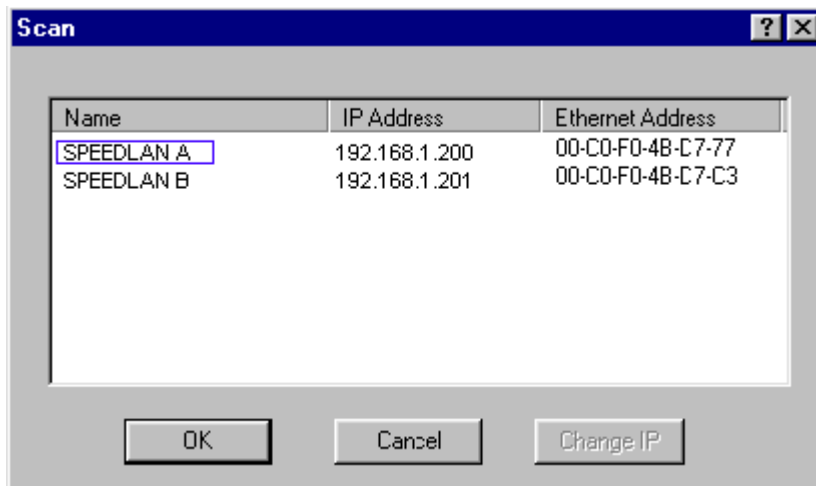 Scan
Name IP Address Ethernet Address
SPEEDLAN A 192.168.1.200 00-C0-F0-4B-C7-77
SPEEDLAN B 192.168.1.201 00-C0-F0-4B-C7-C3
OK Cancel Change IP